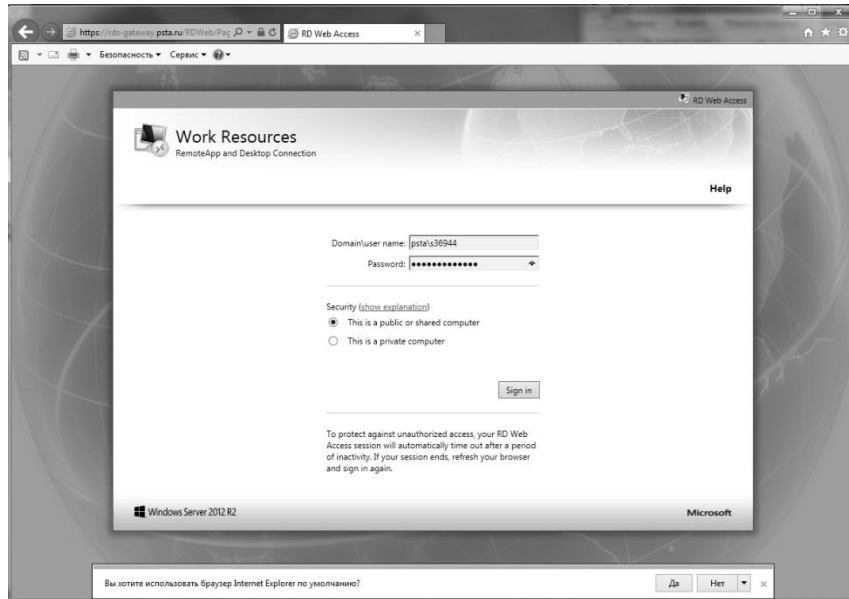 https://rds-gateway.psta.ru/RDWeb/Pag
RD Web Access
Безопасность
Сервис
RD Web Access
Work Resources
RemoteApp and Desktop Connection
Help
Domain\user name: psta\s36944
Password: •••••••••••••
Security (show explanation)
This is a public or shared computer
This is a private computer
Sign in
To protect against unauthorized access, your RD Web
Access session will automatically time out after a period
of inactivity. If your session ends, refresh your browser
and sign in again.
Windows Server 2012 R2
Microsoft
Вы хотите использовать браузер Internet Explorer по умолчанию?
Да
Нет